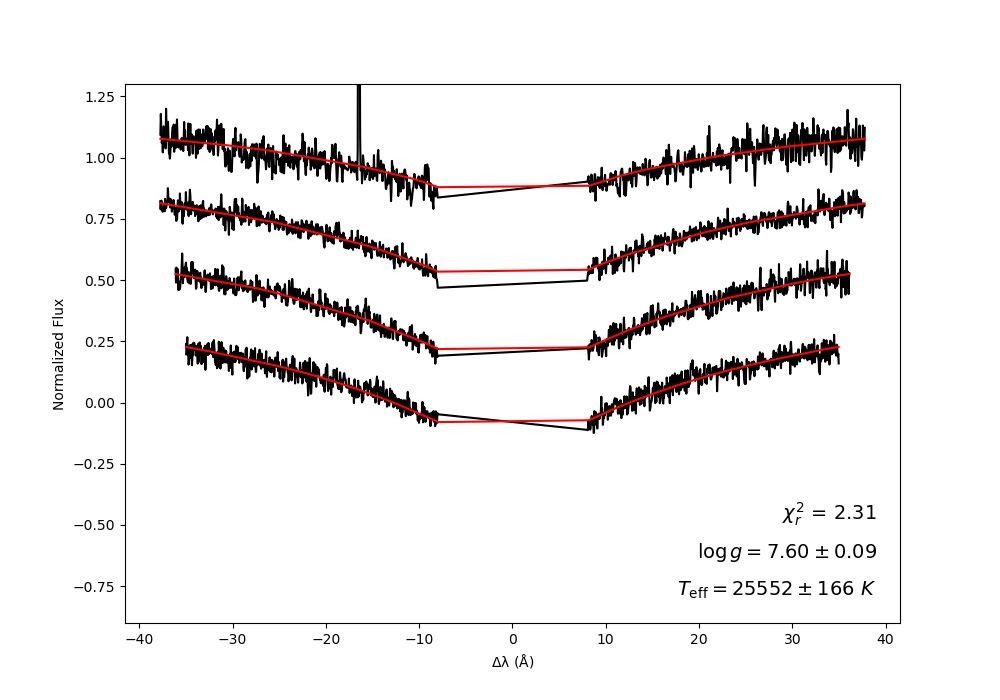 Normalized Flux
1.25
1.00
0.75
0.50
0.25
0.00
−0.25
−0.50
−0.75
χ²ᵣ = 2.31
log g = 7.60 ± 0.09
T_eff = 25552 ± 166 K
−40 −30 −20 −10 0 10 20 30 40
Δλ (Å)